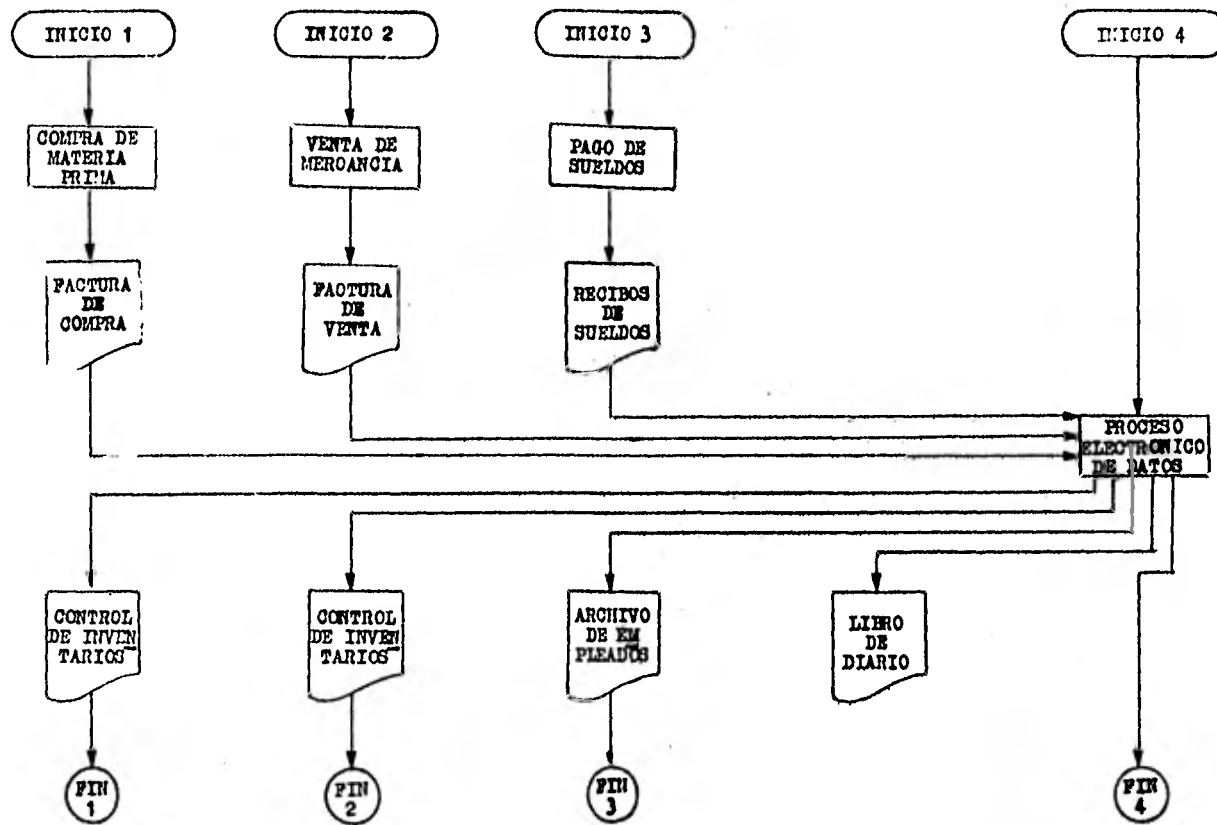 INICIO 1
INICIO 2
INICIO 3
INICIO 4
COMPRA DE
MATERIA
PRIMA
VENTA DE
MERCANCIA
PAGO DE
SUELDOS
FACTURA
DE
COMPRA
FACTURA
DE
VENTA
RECIBOS
DE
SUELDOS
PROCESO
ELECTRONICO
DE DATOS
CONTROL
DE INVEN
TARIOS
CONTROL
DE INVEN
TARIOS
ARCHIVO
DE EM
PLEADOS
LIBRO
DE
DIARIO
FIN
1
FIN
2
FIN
3
FIN
4